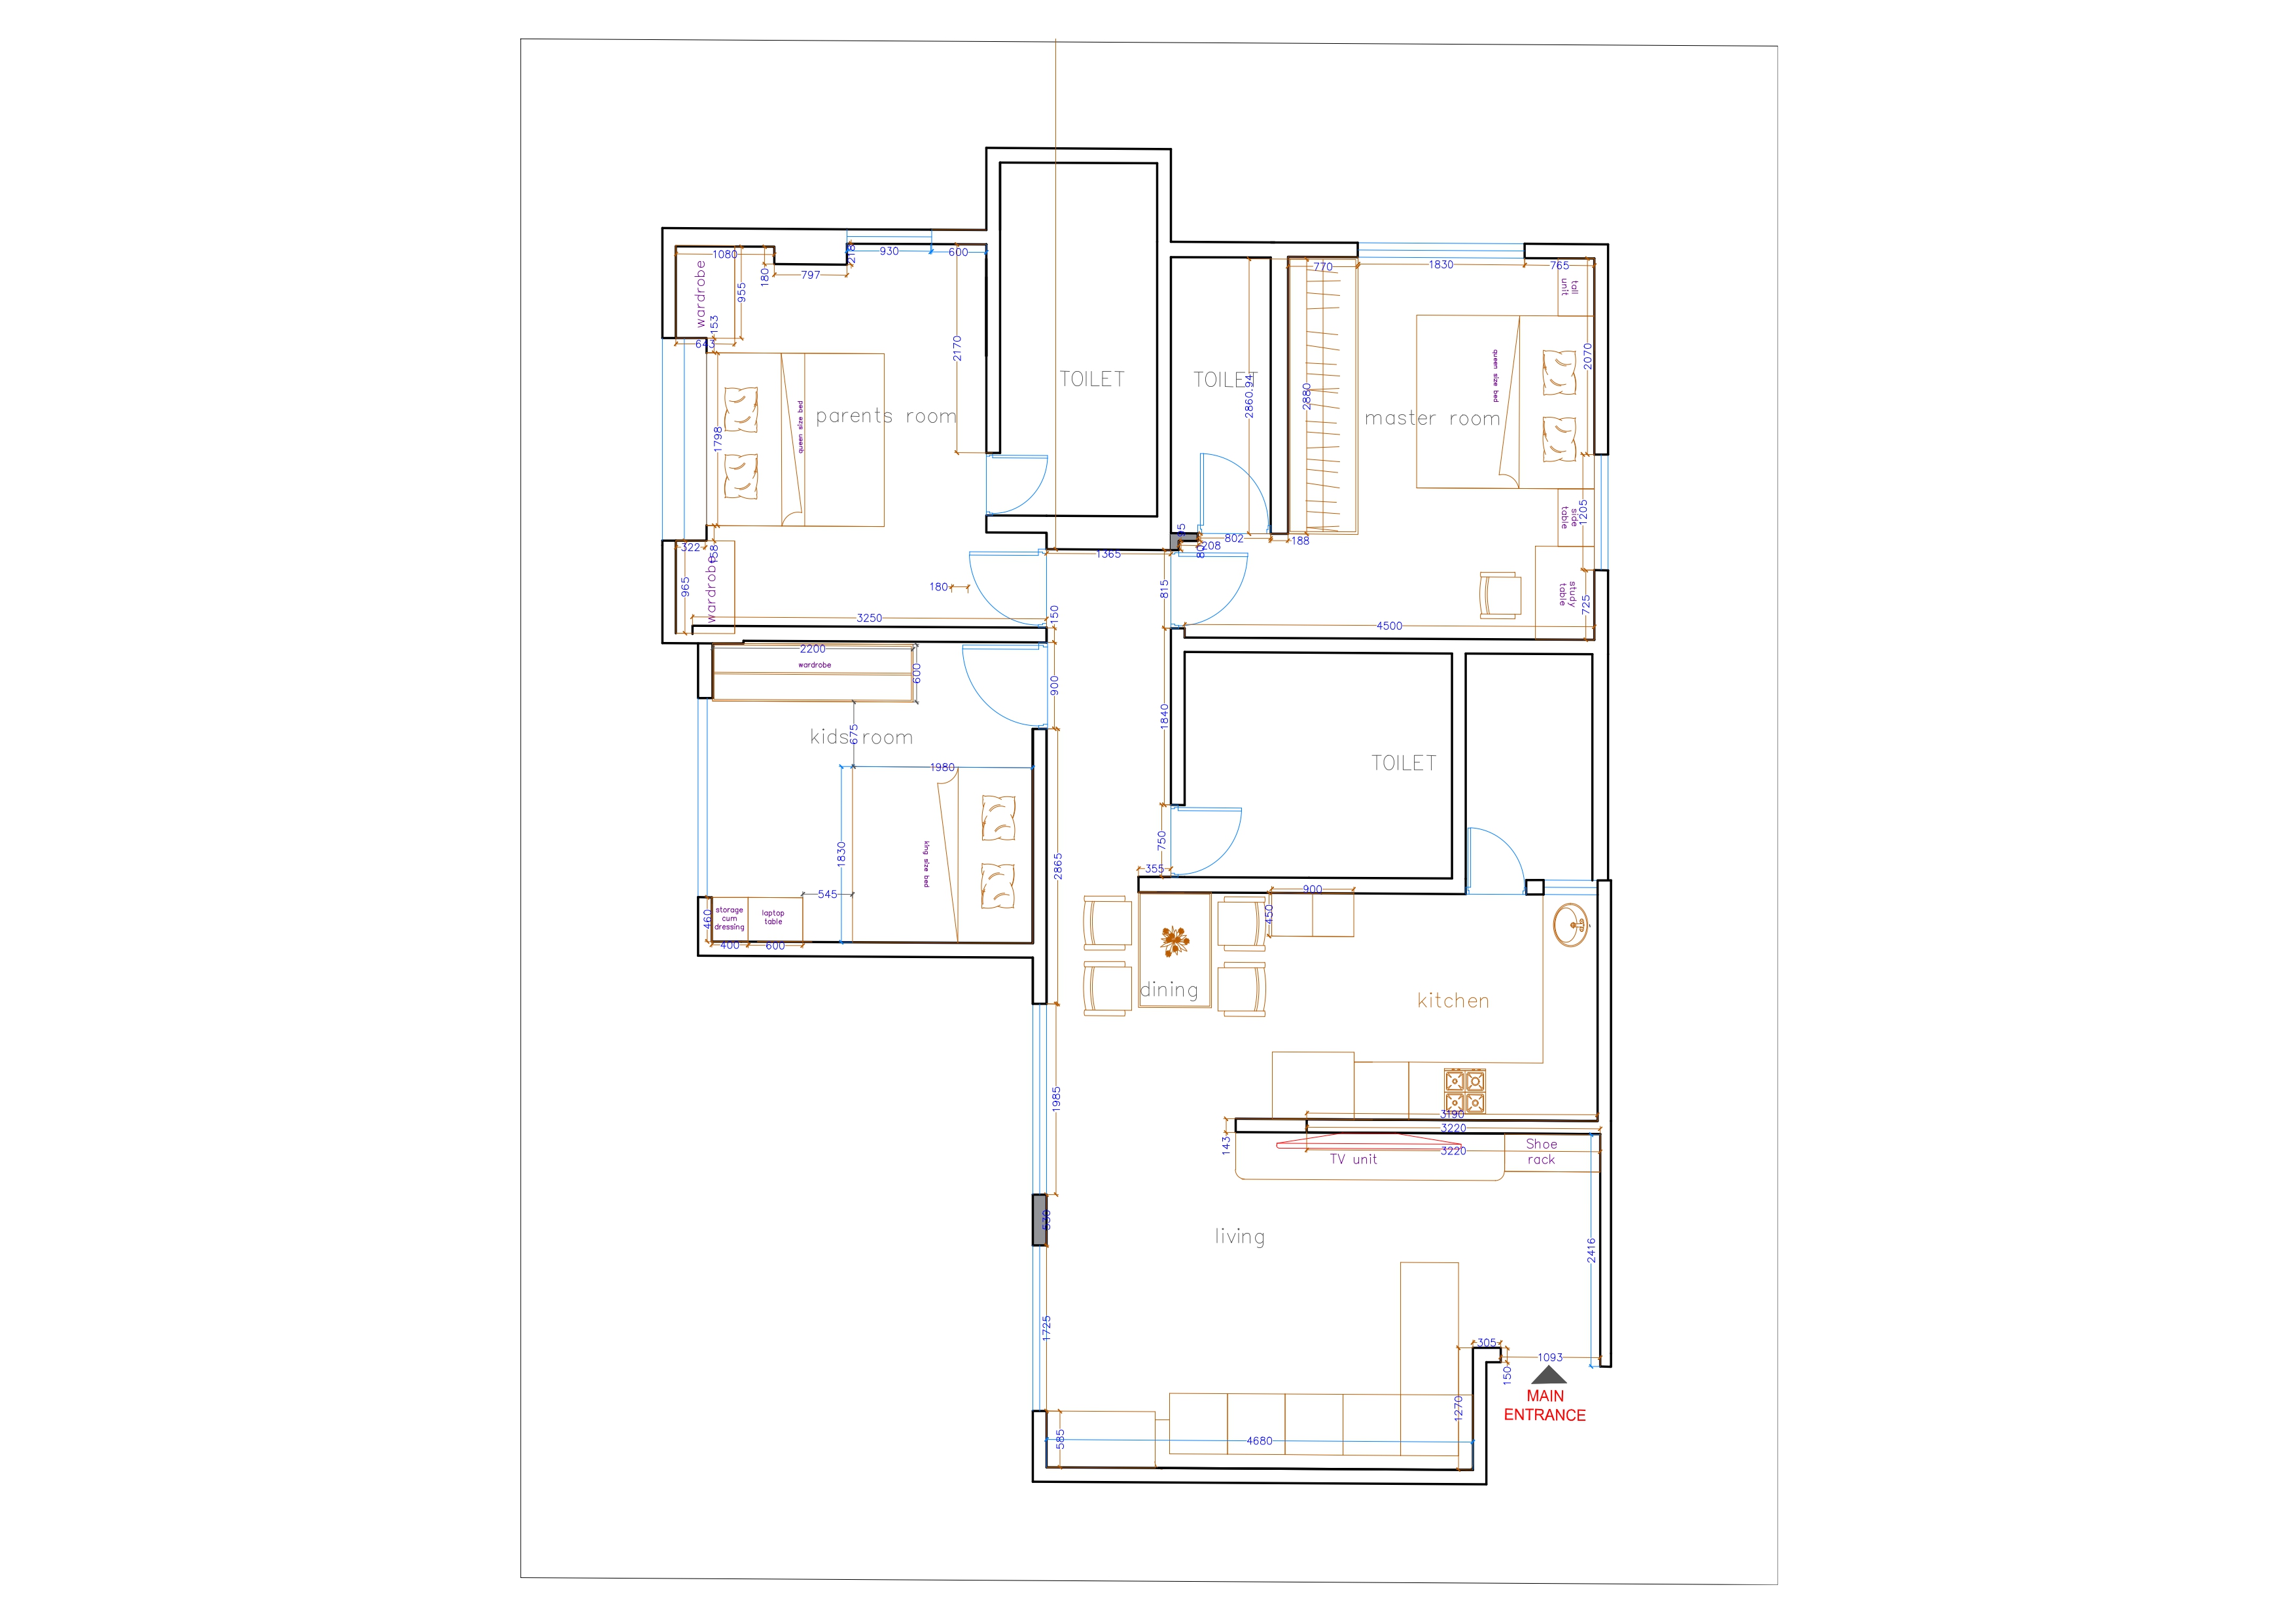 1080
797
180
218
930
600
wardrobe
955
153
643
2170
770
1830
765
tall
unit
TOILET
TOILET
2860.94
2880
2070
queen size bed
master room
parents room
queen size bed
1798
1205
side
table
95
80
208
802
188
322
158
965
wardrobe
180
1365
815
150
3250
4500
725
study
table
2200
wardrobe
600
900
1840
kids room
675
1980
TOILET
1830
king size bed
545
2865
750
355
900
450
460
storage
cum
dressing
laptop
table
400
600
dining
kitchen
1985
3190
3220
3220
143
TV unit
Shoe
rack
530
living
2416
1725
305
1093
150
MAIN
ENTRANCE
1270
585
4680